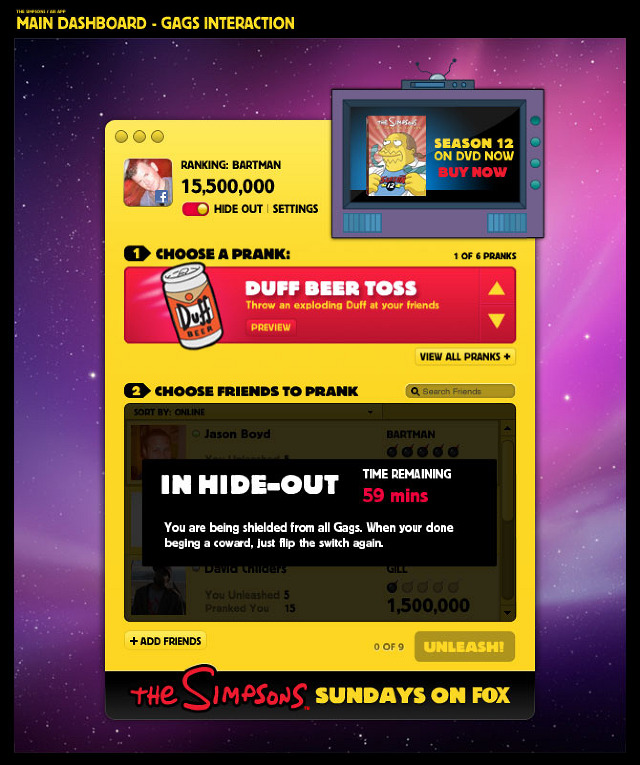 THE SIMPSONS / AIR APP
MAIN DASHBOARD - GAGS INTERACTION
The Simpsons
12
SEASON 12
ON DVD NOW
BUY NOW
RANKING: BARTMAN
15,500,000
HIDE OUT | SETTINGS
1 CHOOSE A PRANK:
1 OF 6 PRANKS
Duff
BEER
DUFF BEER TOSS
Throw an exploding Duff at your friends
PREVIEW
VIEW ALL PRANKS +
2 CHOOSE FRIENDS TO PRANK
Search Friends
SORT BY: ONLINE
Jason Boyd
BARTMAN
You Unleashed 5
IN HIDE-OUT
TIME REMAINING
59 mins
You are being shielded from all Gags. When your done
beging a coward, just flip the switch again.
David Childers
GILL
You Unleashed 5
Pranked You 15
1,500,000
+ ADD FRIENDS
0 OF 9
UNLEASH!
THE SIMPSONS™ SUNDAYS ON FOX